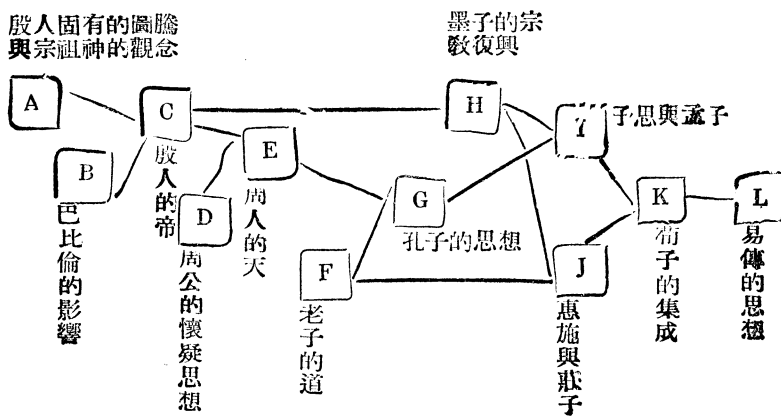 殷人固有的圖騰
與宗祖神的觀念
墨子的宗
敎復興
A
C
H
I
子思與孟子
B
E
殷人的帝
巴比倫的影響
D
周人的天
G
孔子的思想
K
L
周公的懷疑思想
F
老子的道
J
荀子的集成
易傳的思想
惠施與莊子